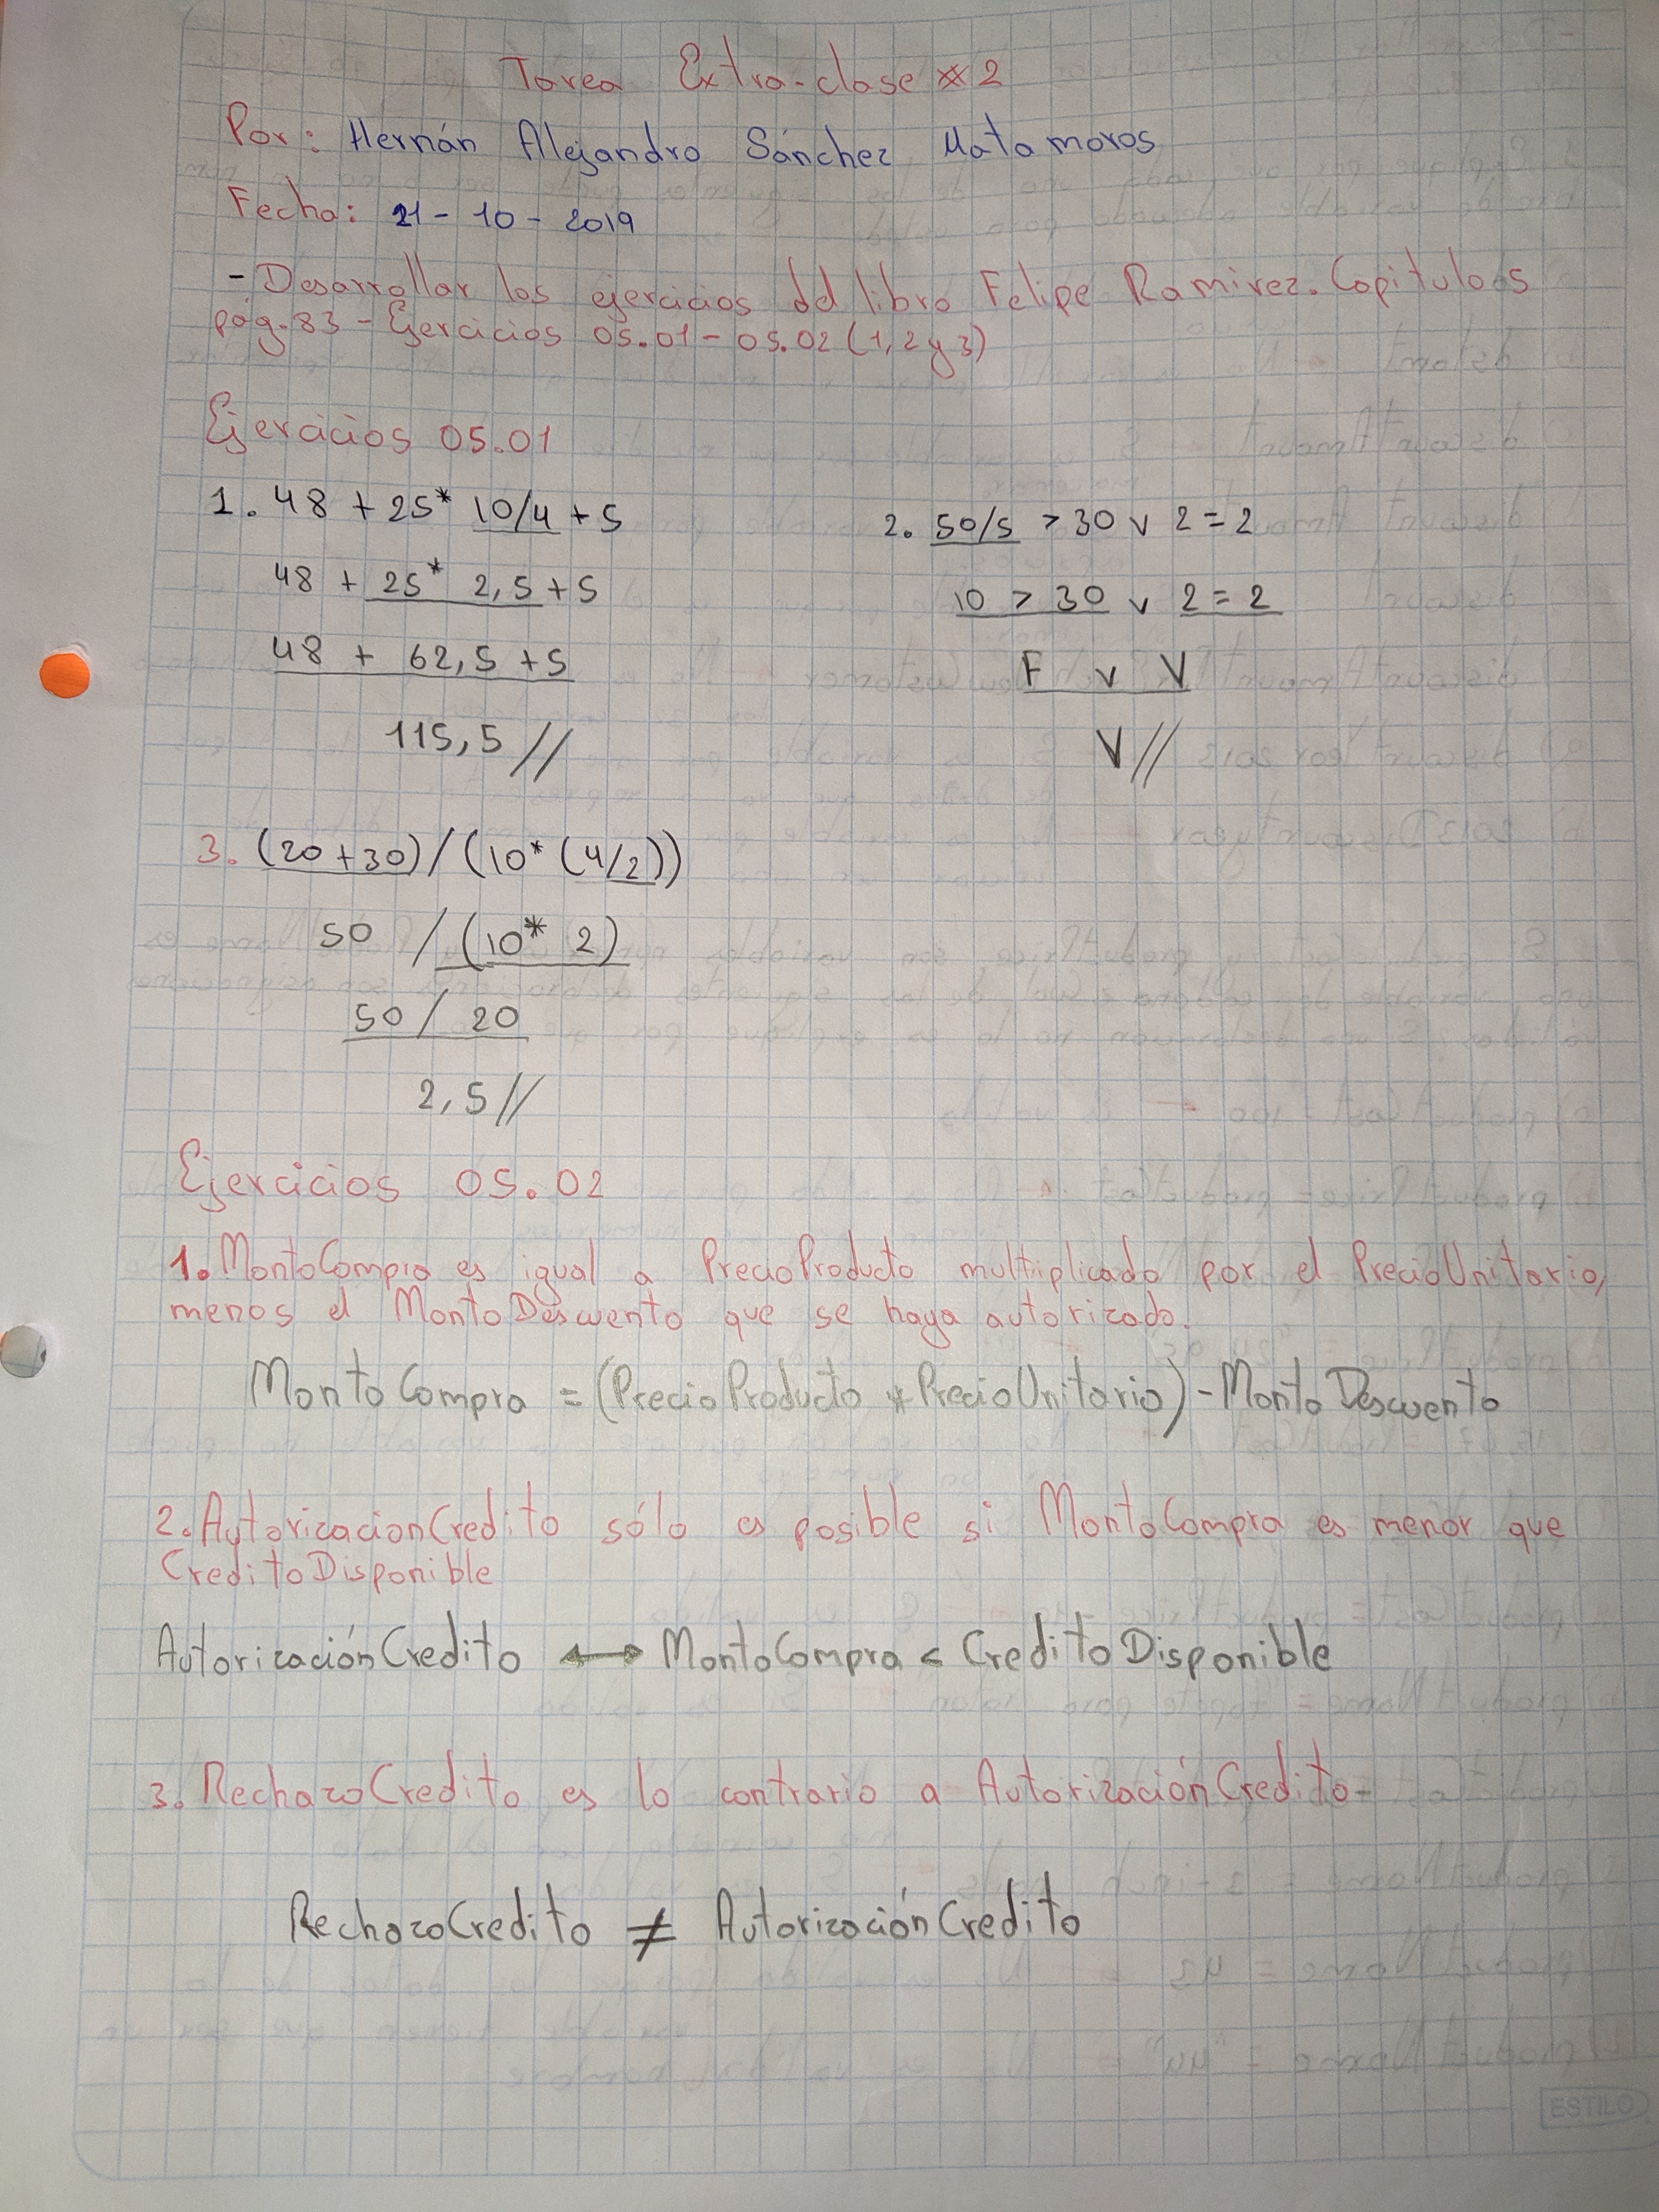 Tarea Extra-clase #2
Por: Hernán Alejandro Sánchez Matamoros
Fecha: 21 - 10 - 2019
- Desarrollar los ejercicios del libro Felipe Ramirez. Capitulo 5
pág. 83 - Ejercicios 05.01 - 05.02 (1, 2 y 3)
Ejercicios 05.01
1. 48 + 25* 10/4 + 5
48 + 25* 2,5 + 5
48 + 62,5 + 5
115,5 //
2. 50/5 > 30 v 2 = 2
10 > 30 v 2 = 2
F v V
V //
3. (20 + 30) / (10* (4/2))
50 / (10* 2)
50 / 20
2,5 //
Ejercicios 05.02
1. MontoCompra es igual a PrecioProducto multiplicado por el PrecioUnitario,
menos el MontoDescuento que se haya autorizado.
MontoCompra = (PrecioProducto * PrecioUnitario) - MontoDescuento
2. AutorizacionCredito sólo es posible si MontoCompra es menor que
CreditoDisponible
AutorizaciónCredito ↔ MontoCompra < CreditoDisponible
3. RechazoCredito es lo contrario a AutorizaciónCredito-
RechazoCredito ≠ AutorizaciónCredito
ESTILO